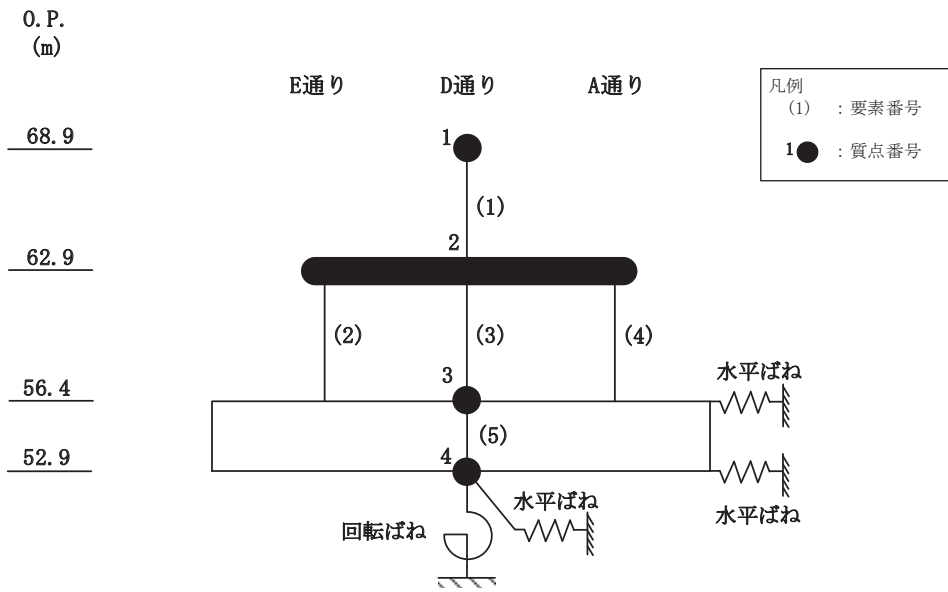 O.P.
(m)
E通り D通り A通り
凡例
(1) : 要素番号
1 : 質点番号
68.9
1
(1)
2
62.9
(2) (3) (4)
3
水平ばね
56.4
(5)
4
52.9
水平ばね
水平ばね
回転ばね